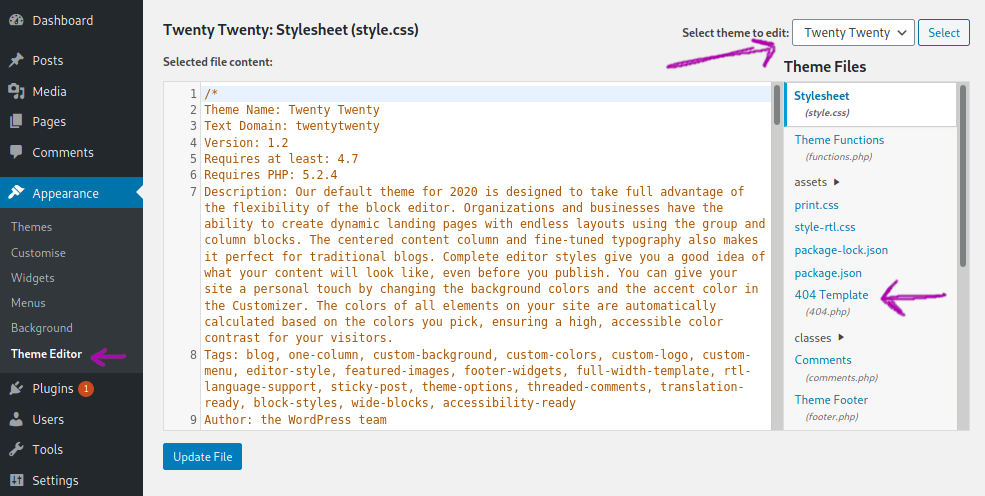 Dashboard
Posts
Media
Pages
Comments
Appearance
Themes
Customise
Widgets
Menus
Background
Theme Editor
Plugins 1
Users
Tools
Settings
Twenty Twenty: Stylesheet (style.css)
Select theme to edit: Twenty Twenty Select
Selected file content:
1 /*
2 Theme Name: Twenty Twenty
3 Text Domain: twentytwenty
4 Version: 1.2
5 Requires at least: 4.7
6 Requires PHP: 5.2.4
7 Description: Our default theme for 2020 is designed to take full advantage of
the flexibility of the block editor. Organizations and businesses have the
ability to create dynamic landing pages with endless layouts using the group and
column blocks. The centered content column and fine-tuned typography also makes
it perfect for traditional blogs. Complete editor styles give you a good idea of
what your content will look like, even before you publish. You can give your
site a personal touch by changing the background colors and the accent color in
the Customizer. The colors of all elements on your site are automatically
calculated based on the colors you pick, ensuring a high, accessible color
contrast for your visitors.
8 Tags: blog, one-column, custom-background, custom-colors, custom-logo, custom-
menu, editor-style, featured-images, footer-widgets, full-width-template, rtl-
language-support, sticky-post, theme-options, threaded-comments, translation-
ready, block-styles, wide-blocks, accessibility-ready
9 Author: the WordPress team
Update File
Theme Files
Stylesheet
(style.css)
Theme Functions
(functions.php)
assets
print.css
style-rtl.css
package-lock.json
package.json
404 Template
(404.php)
classes
Comments
(comments.php)
Theme Footer
(footer.php)